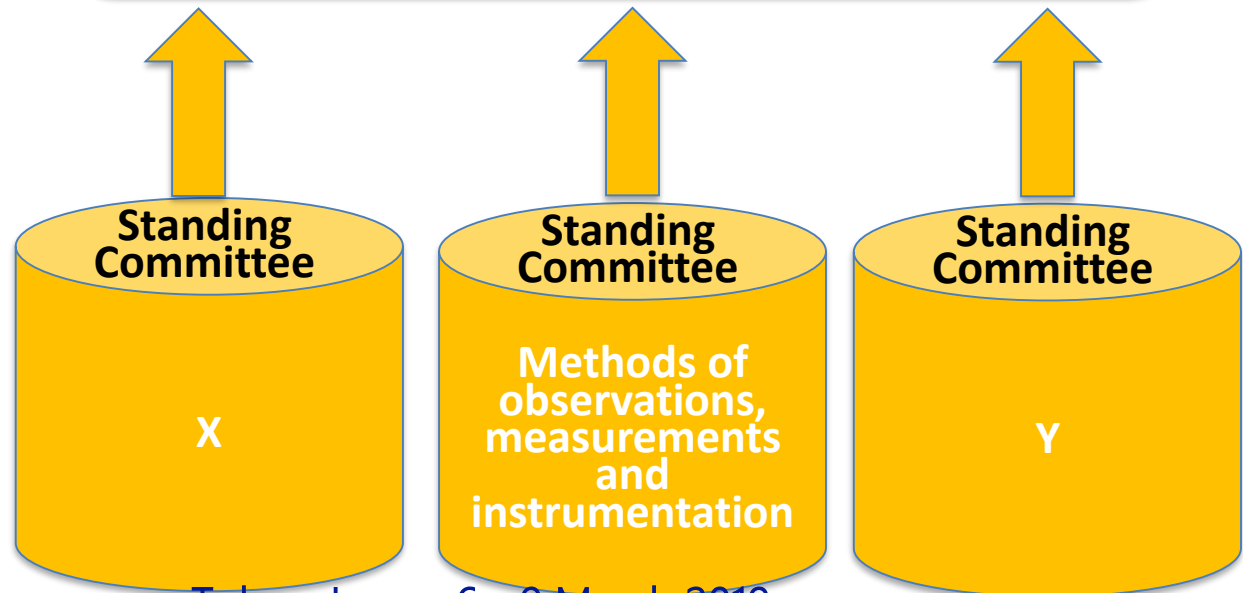 Standing
Committee
Standing
Committee
Standing
Committee
X
Methods of
observations,
measurements
and
instrumentation
Y